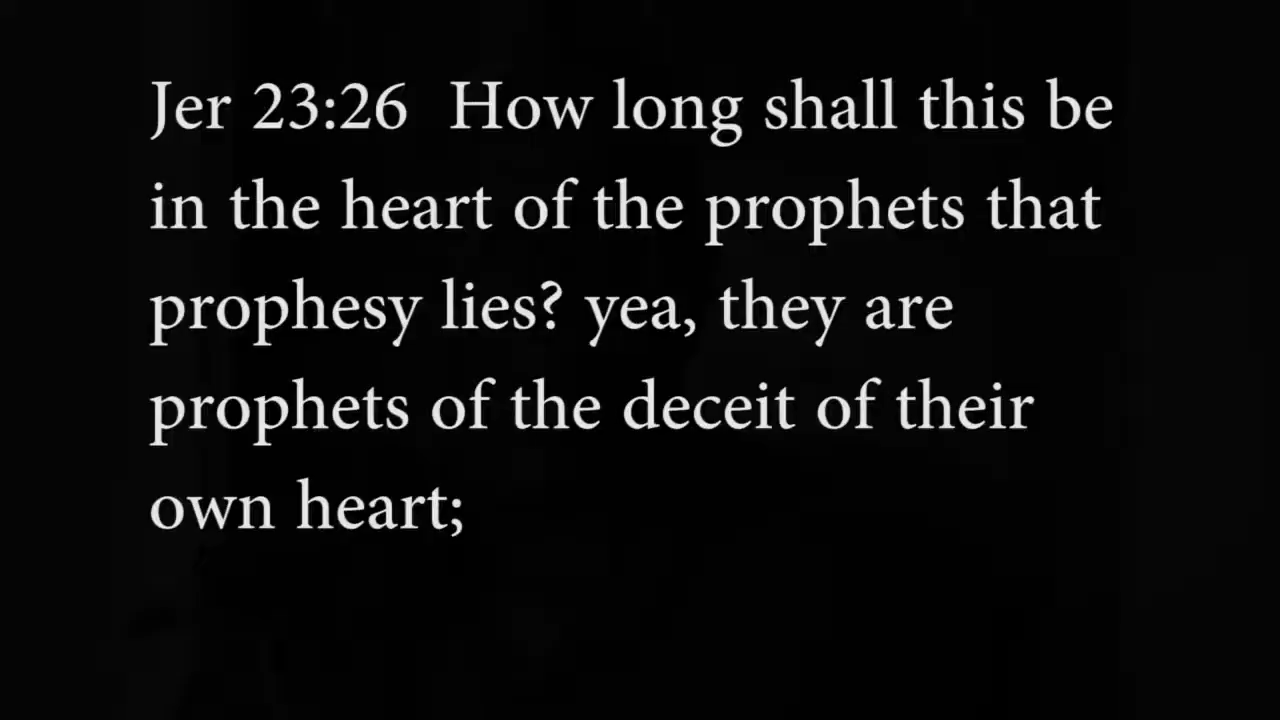 Jer 23:26  How long shall this be
in the heart of the prophets that
prophesy lies? yea, they are
prophets of the deceit of their
own heart;